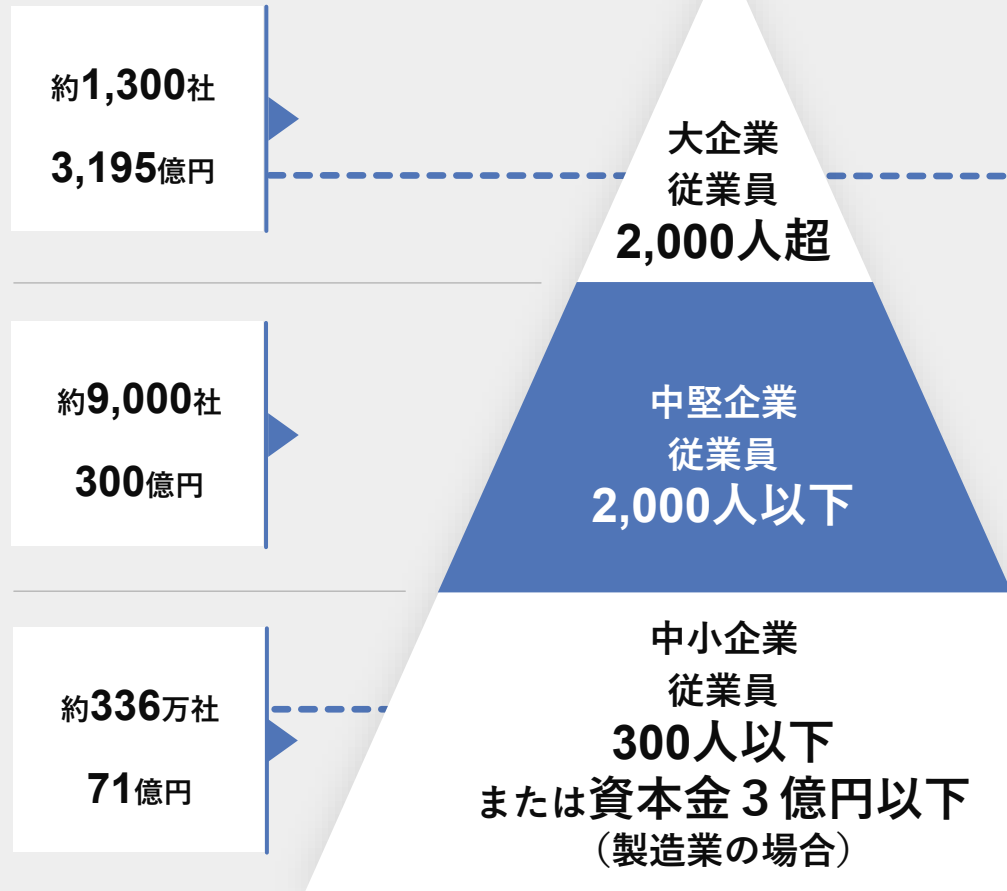 約1,300社
3,195億円
大企業
従業員
2,000人超
約9,000社
300億円
中堅企業
従業員
2,000人以下
約336万社
71億円
中小企業
従業員
300人以下
または資本金３億円以下
（製造業の場合）